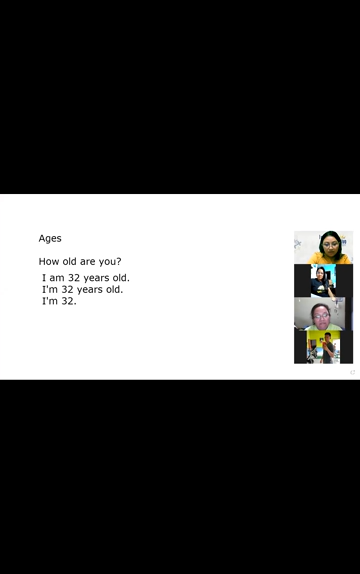 Ages
How old are you?
I am 32 years old.
I'm 32 years old.
I'm 32.